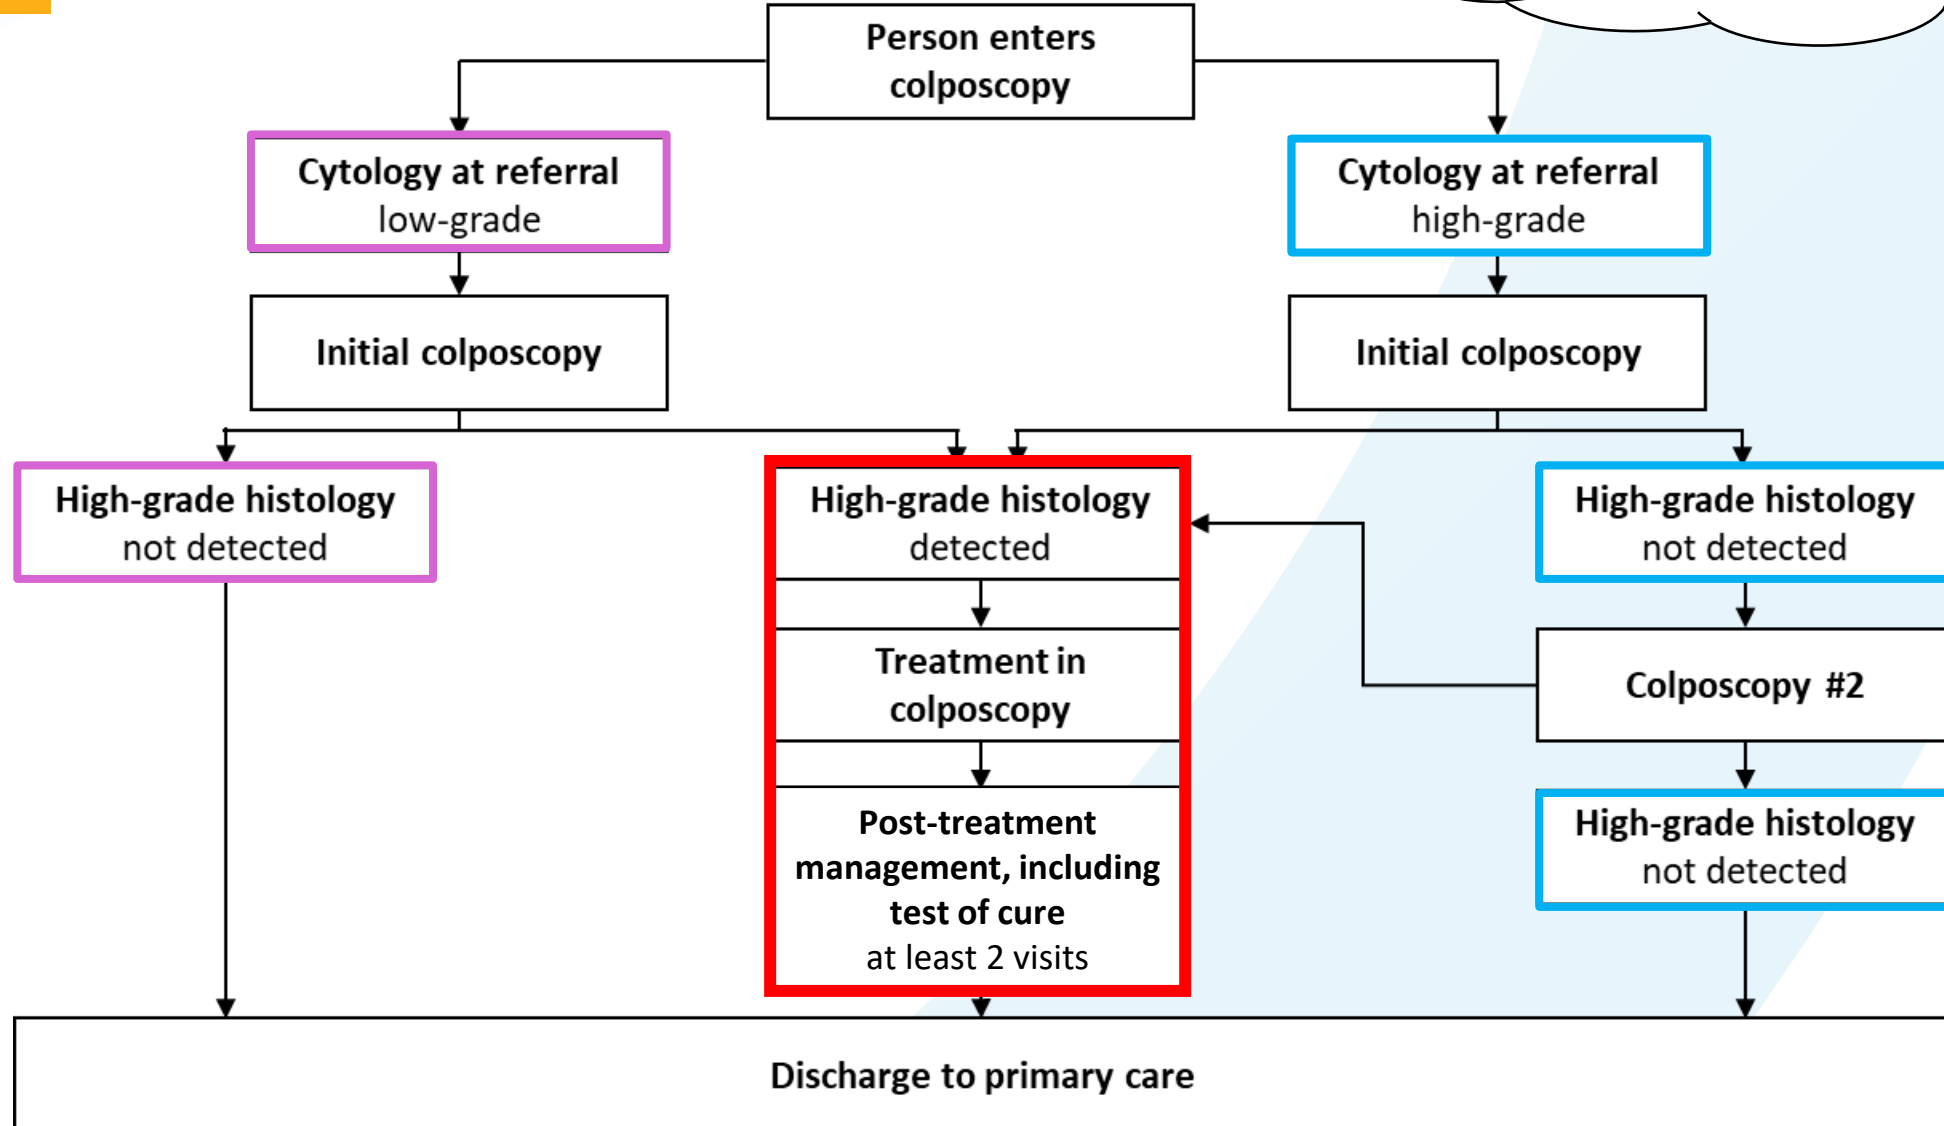 Person enters
colposcopy
Cytology at referral
low-grade
Cytology at referral
high-grade
Initial colposcopy
Initial colposcopy
High-grade histology
not detected
High-grade histology
detected
High-grade histology
not detected
Treatment in
colposcopy
Colposcopy #2
Post-treatment
management, including
test of cure
at least 2 visits
High-grade histology
not detected
Discharge to primary care